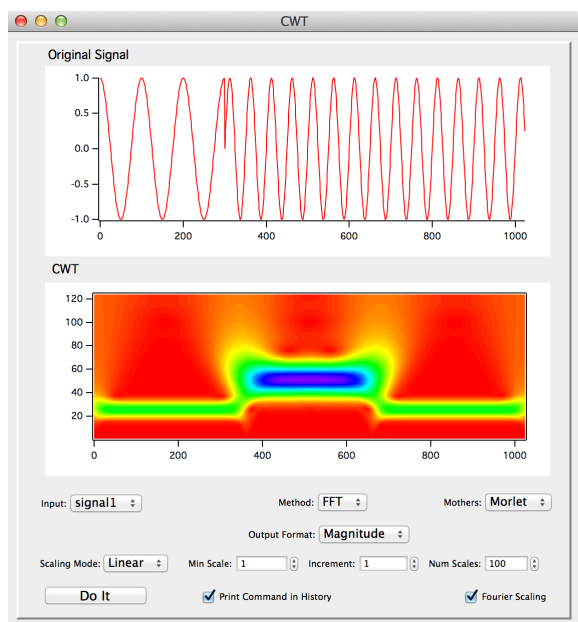 CWT
Original Signal
1.0
0.5
0.0
-0.5
-1.0
0 200 400 600 800 1000
CWT
120
100
80
60
40
20
0 200 400 600 800 1000
Input: signal1 Method: FFT Mothers: Morlet
Output Format: Magnitude
Scaling Mode: Linear Min Scale: 1 Increment: 1 Num Scales: 100
Do It Print Command in History Fourier Scaling